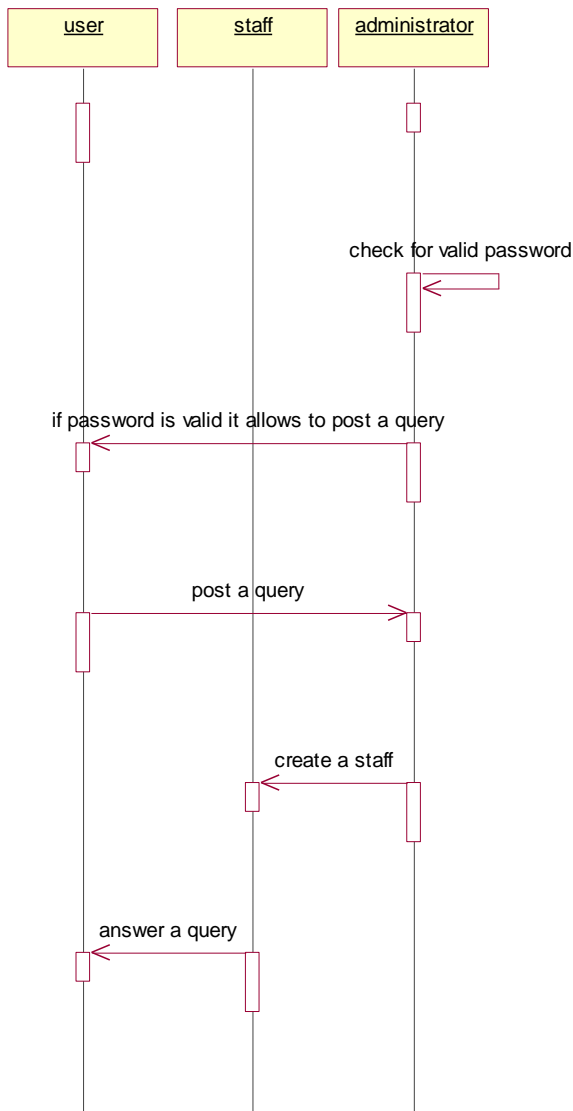 user
staff
administrator
check for valid password
if password is valid it allows to post a query
post a query
create a staff
answer a query